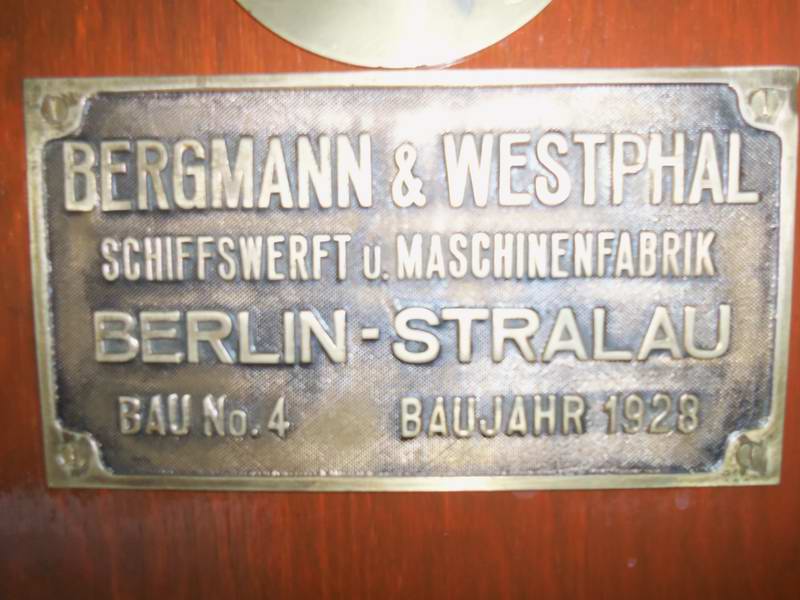 BERGMANN & WESTPHAL
SCHIFFSWERFT u. MASCHINENFABRIK
BERLIN-STRALAU
BAU No. 4 BAUJAHR 1928